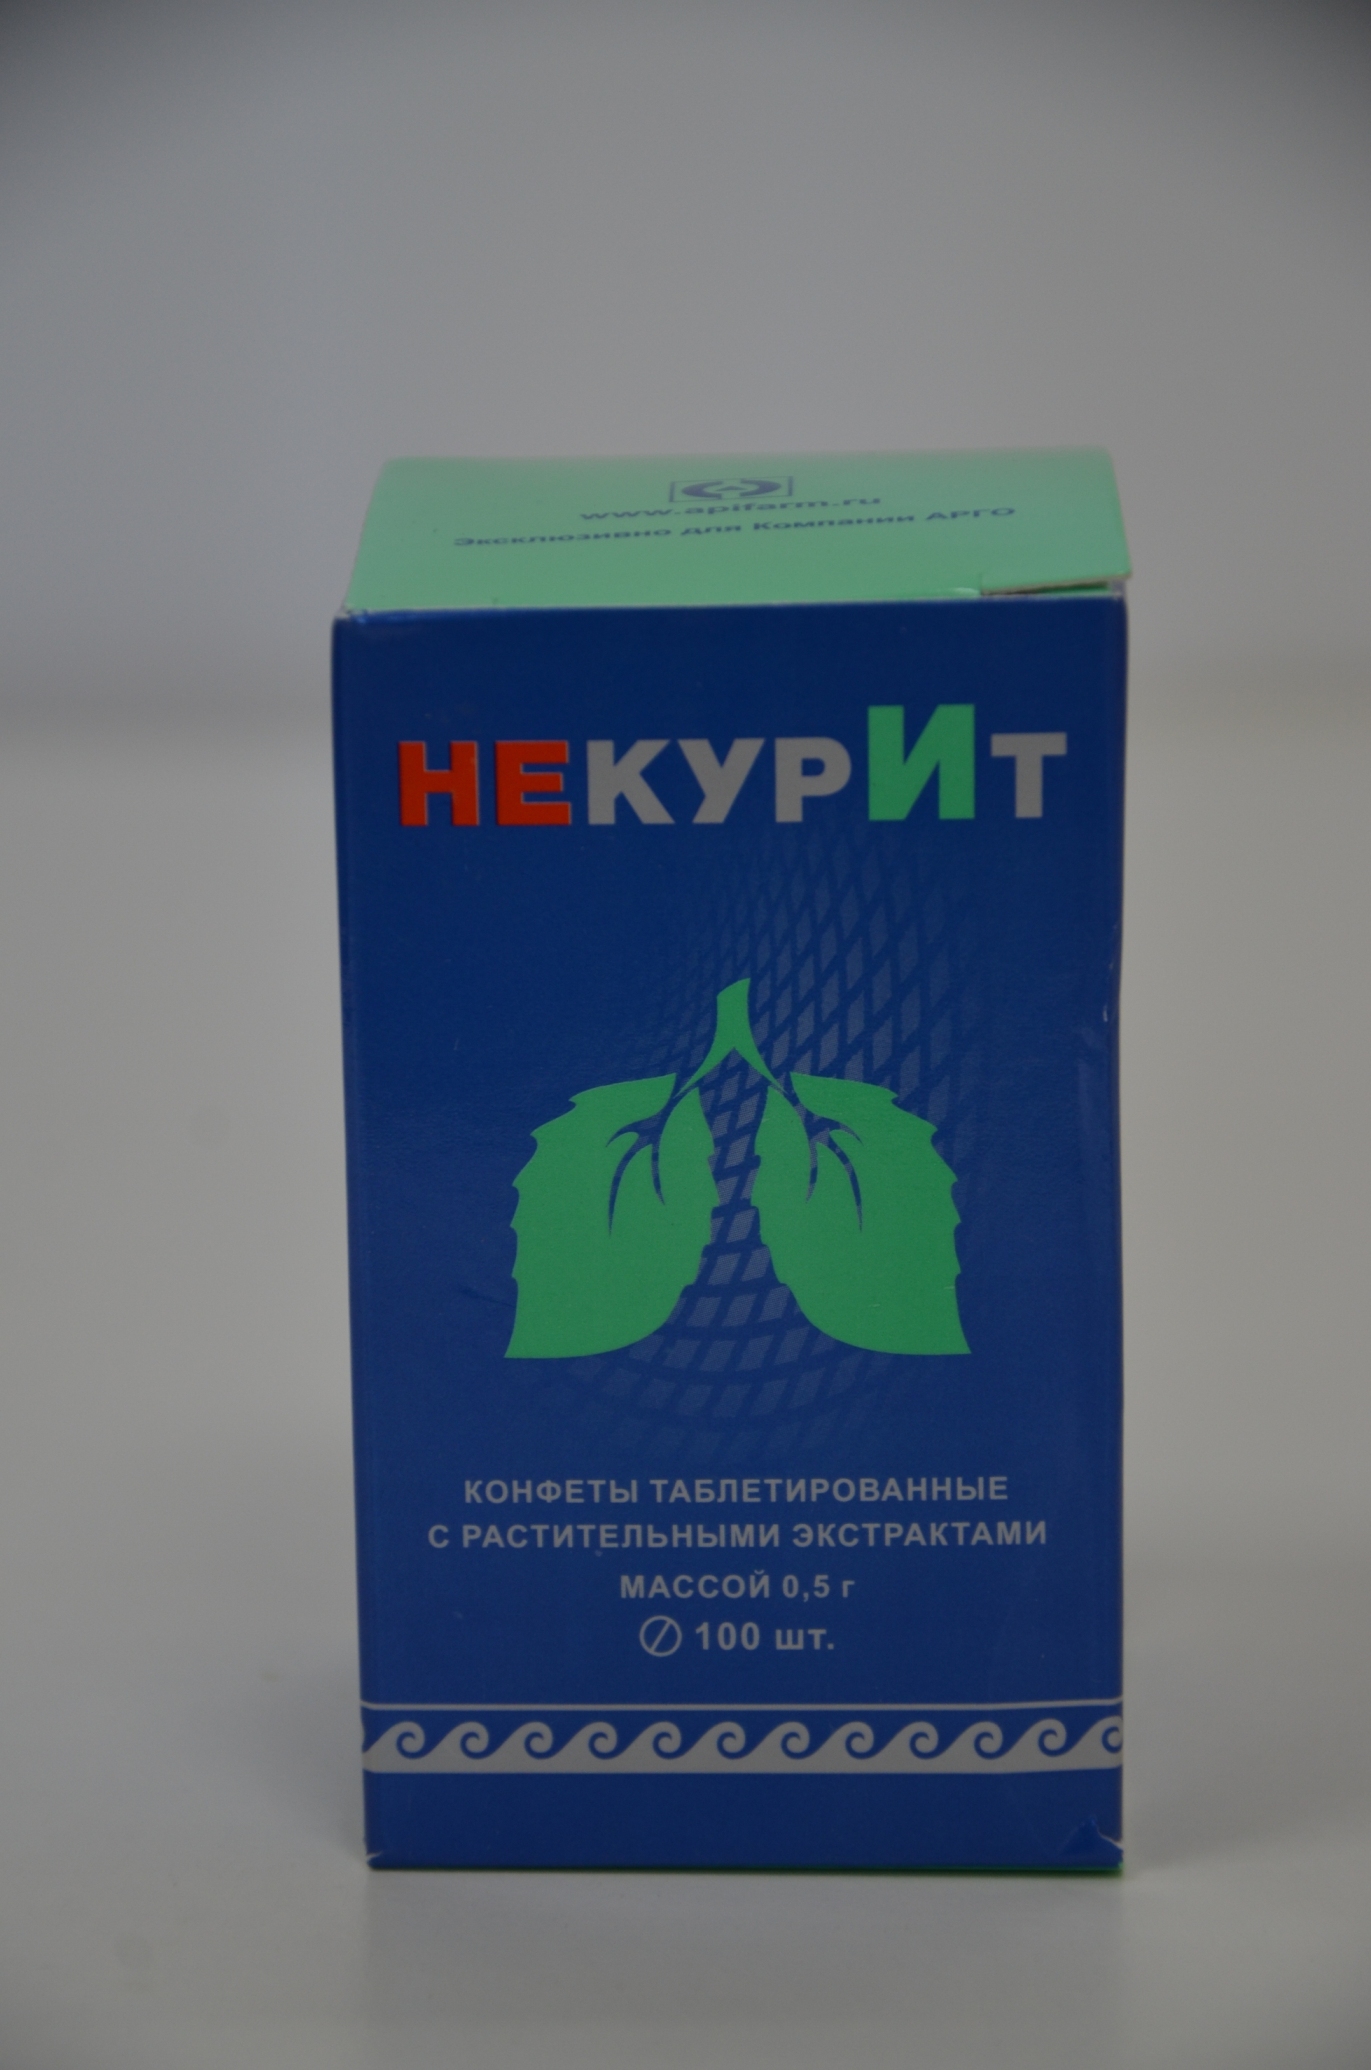 www.apifarm.ru
Эксклюзивно для Компании АРГО
НЕКУРИТ
КОНФЕТЫ ТАБЛЕТИРОВАННЫЕ
С РАСТИТЕЛЬНЫМИ ЭКСТРАКТАМИ
МАССОЙ 0,5 г
100 шт.